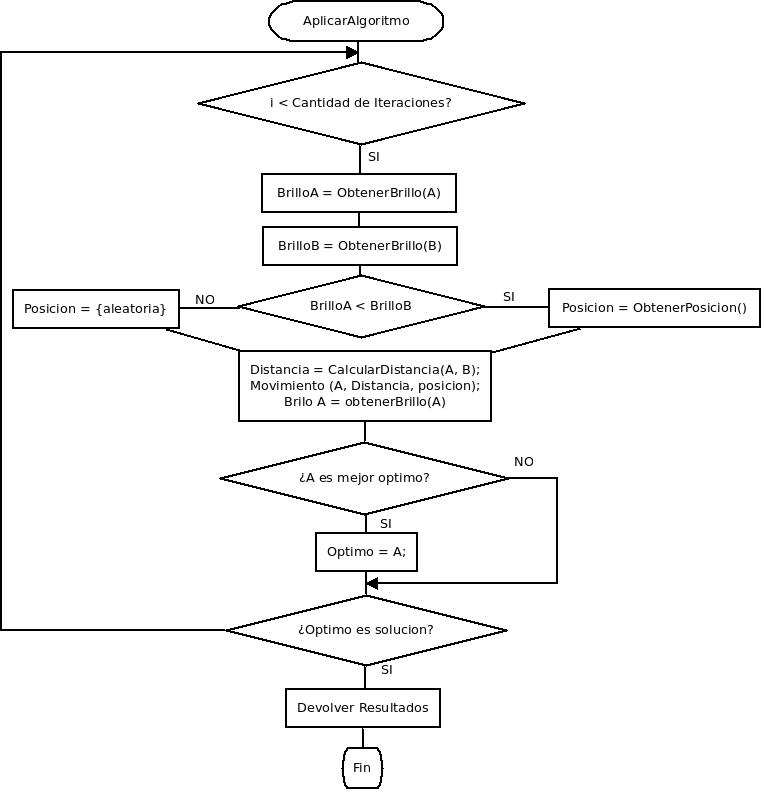 AplicarAlgoritmo
i < Cantidad de Iteraciones?
SI
BrilloA = ObtenerBrillo(A)
BrilloB = ObtenerBrillo(B)
BrilloA < BrilloB
NO
SI
Posicion = {aleatoria}
Posicion = ObtenerPosicion()
Distancia = CalcularDistancia(A, B);
Movimiento (A, Distancia, posicion);
Brilo A = obtenerBrillo(A)
¿A es mejor optimo?
NO
SI
Optimo = A;
¿Optimo es solucion?
SI
Devolver Resultados
Fin